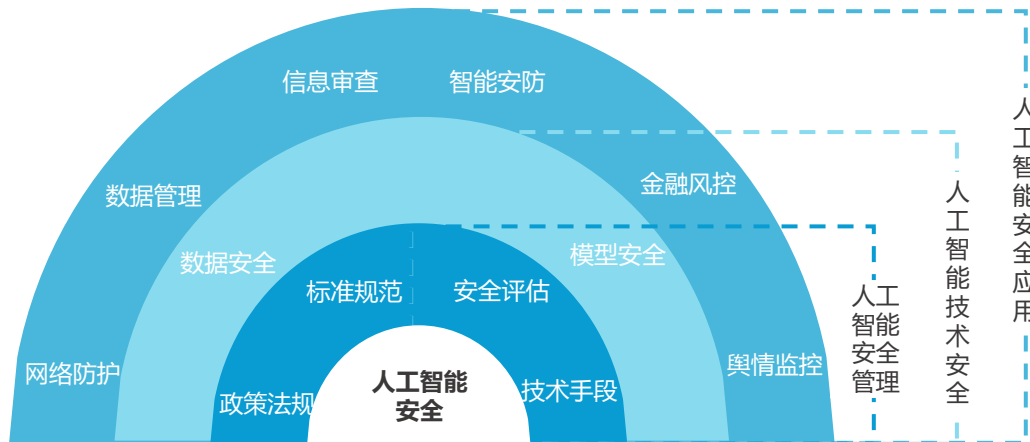 信息审查
智能安防
数据管理
金融风控
网络防护
舆情监控
数据安全
模型安全
标准规范
安全评估
政策法规
技术手段
人工智能
安全
人工智能安全管理
人工智能技术安全
人工智能安全应用